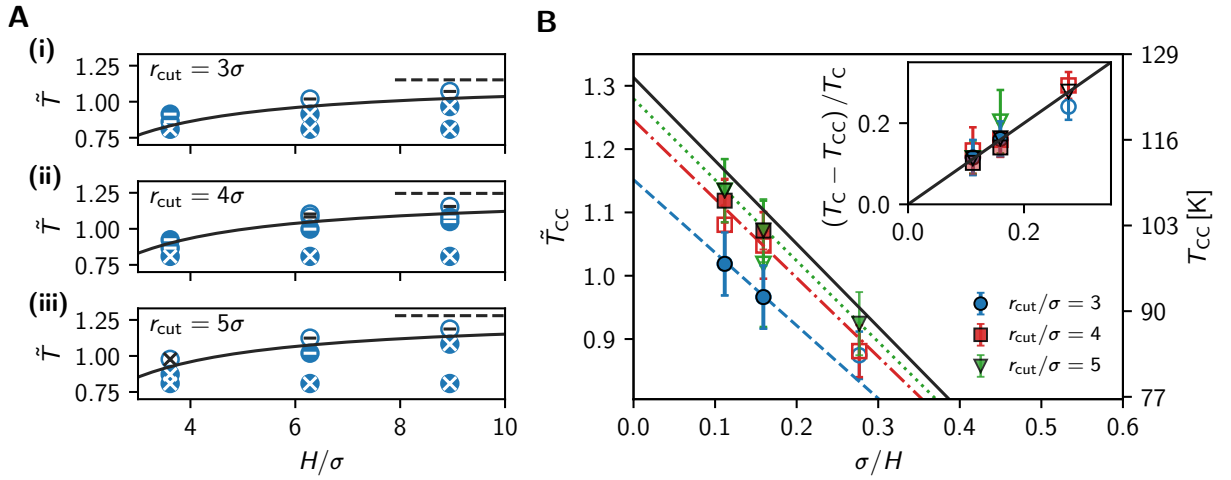 A
(i)
r_cut = 3σ
1.25
1.00
0.75
T̃
(ii)
r_cut = 4σ
1.25
1.00
0.75
T̃
(iii)
r_cut = 5σ
1.25
1.00
0.75
T̃
4 6 8 10
H/σ
B
1.3
1.2
1.1
1.0
0.9
T̃_CC
0.0 0.1 0.2 0.3 0.4 0.5 0.6
σ/H
129
116
103
90
77
T_CC [K]
(T_C − T_CC) / T_C
0.2
0.0
0.0 0.2
r_cut/σ = 3
r_cut/σ = 4
r_cut/σ = 5